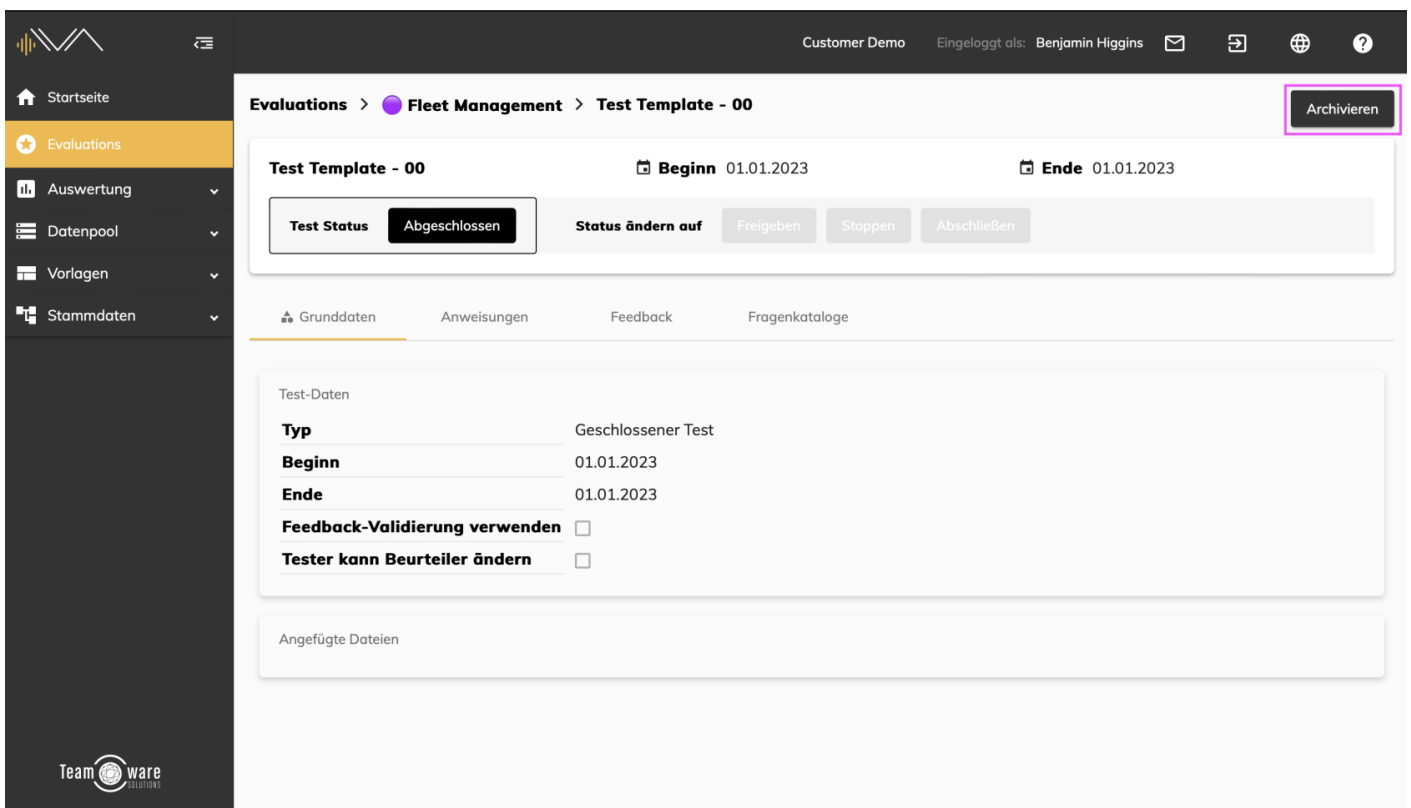 Customer Demo Eingeloggt als: Benjamin Higgins
Startseite
Evaluations
Auswertung
Datenpool
Vorlagen
Stammdaten
Team ware
SOLUTIONS
Evaluations > Fleet Management > Test Template - 00
Archivieren
Test Template - 00 Beginn 01.01.2023 Ende 01.01.2023
Test Status Abgeschlossen Status ändern auf Freigeben Stoppen Abschließen
Grunddaten Anweisungen Feedback Fragenkataloge
Test-Daten
Typ Geschlossener Test
Beginn 01.01.2023
Ende 01.01.2023
Feedback-Validierung verwenden
Tester kann Beurteiler ändern
Angefügte Dateien